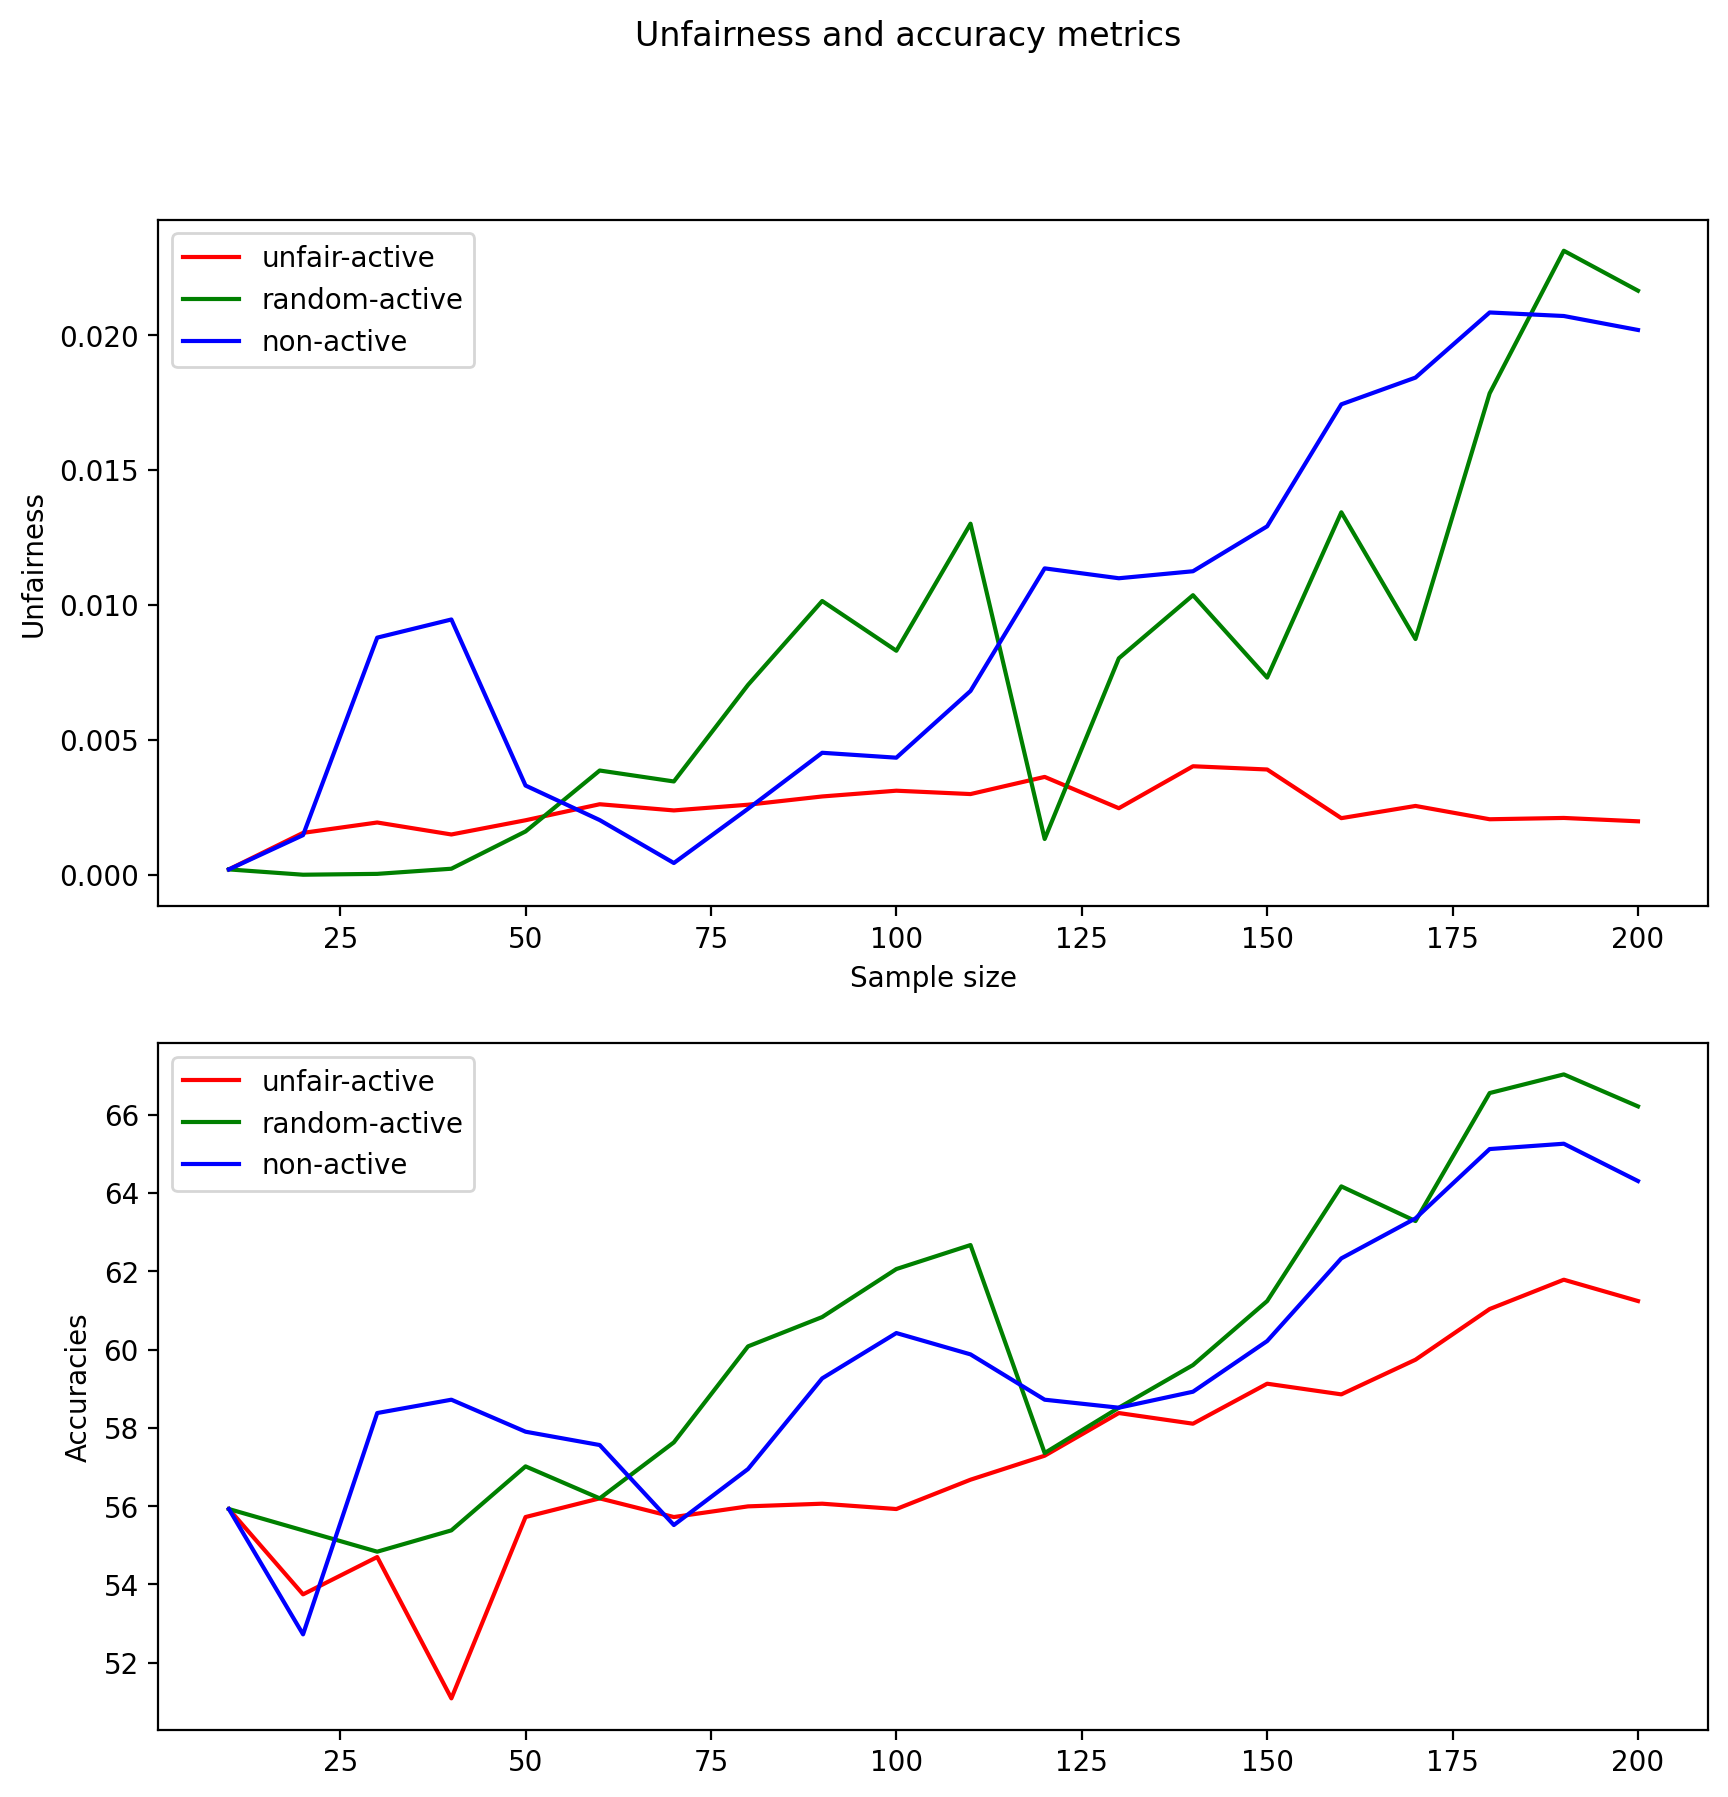 Unfairness and accuracy metrics
unfair-active
random-active
non-active
0.020
0.015
0.010
0.005
0.000
Unfairness
25 50 75 100 125 150 175 200
Sample size
unfair-active
random-active
non-active
66
64
62
60
58
56
54
52
Accuracies
25 50 75 100 125 150 175 200